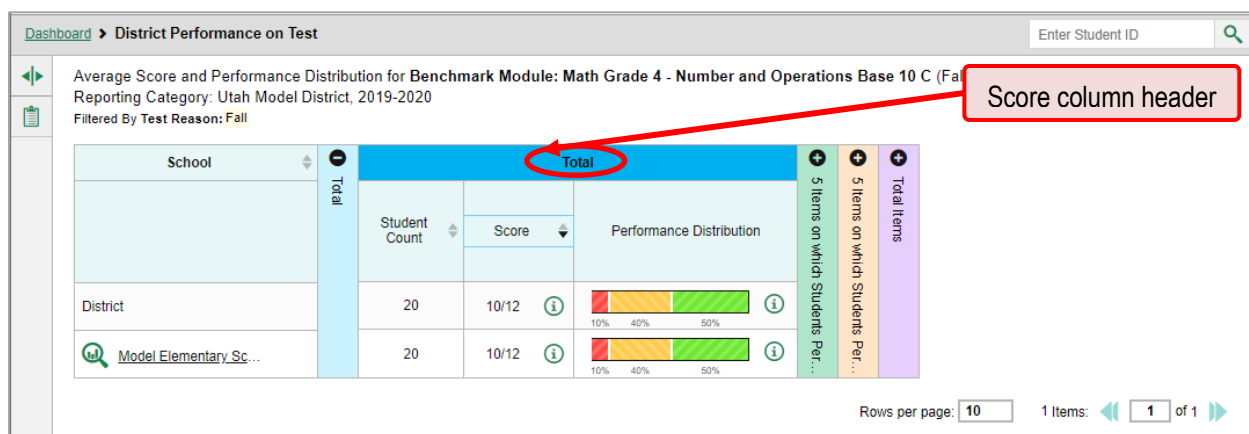 Dashboard > District Performance on Test
Enter Student ID
Average Score and Performance Distribution for Benchmark Module: Math Grade 4 - Number and Operations Base 10 C (Fal
Reporting Category: Utah Model District, 2019-2020
Filtered By Test Reason: Fall
Score column header
School
Total
Total
5 Items on which Students Per...
5 Items on which Students Per...
Total Items
Student Count
Score
Performance Distribution
District
20
10/12
10% 40% 50%
Model Elementary Sc...
20
10/12
10% 40% 50%
Rows per page: 10
1 Items: 1 of 1